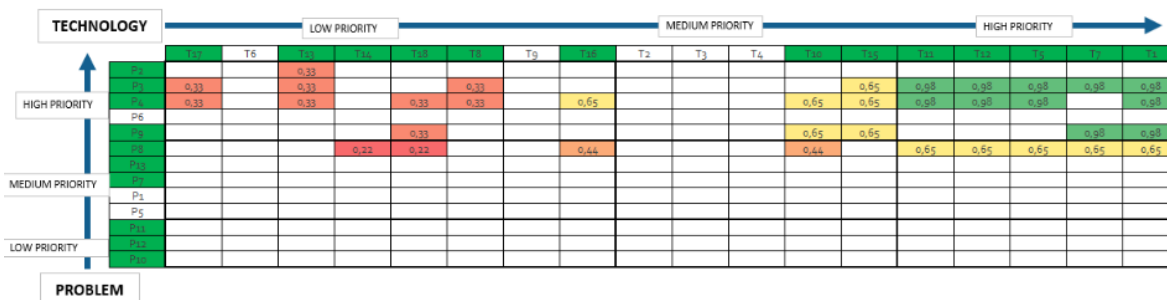 TECHNOLOGY LOW PRIORITY MEDIUM PRIORITY HIGH PRIORITY
T17 T6 T13 T14 T18 T8 T9 T16 T2 T3 T4 T10 T15 T11 T12 T5 T7 T1
P2 0,33
P3 0,33 0,33 0,33 0,65 0,98 0,98 0,98 0,98 0,98
HIGH PRIORITY P4 0,33 0,33 0,33 0,33 0,65 0,65 0,65 0,98 0,98 0,98 0,98
P6
P9 0,33 0,65 0,65 0,98 0,98
P8 0,22 0,22 0,44 0,44 0,65 0,65 0,65 0,65 0,65
P13
MEDIUM PRIORITY P7
P1
P5
P11
LOW PRIORITY P12
P10
PROBLEM